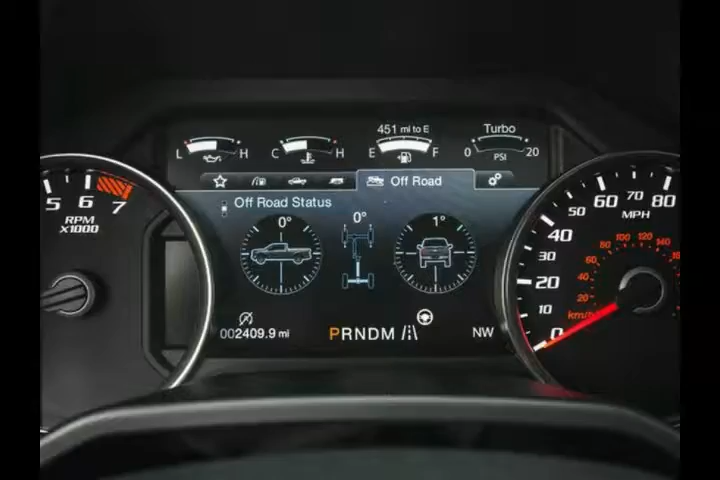 451 mi to E
Turbo
L H
C H
E F
0 20
PSI
Off Road
Off Road Status
0°
0°
1°
5 6 7
RPM
x1000
002409.9 mi
PRNDM
NW
0 10 20 30 40 50 60 70 80
MPH
20 40 60 80 100 120 140
km/h